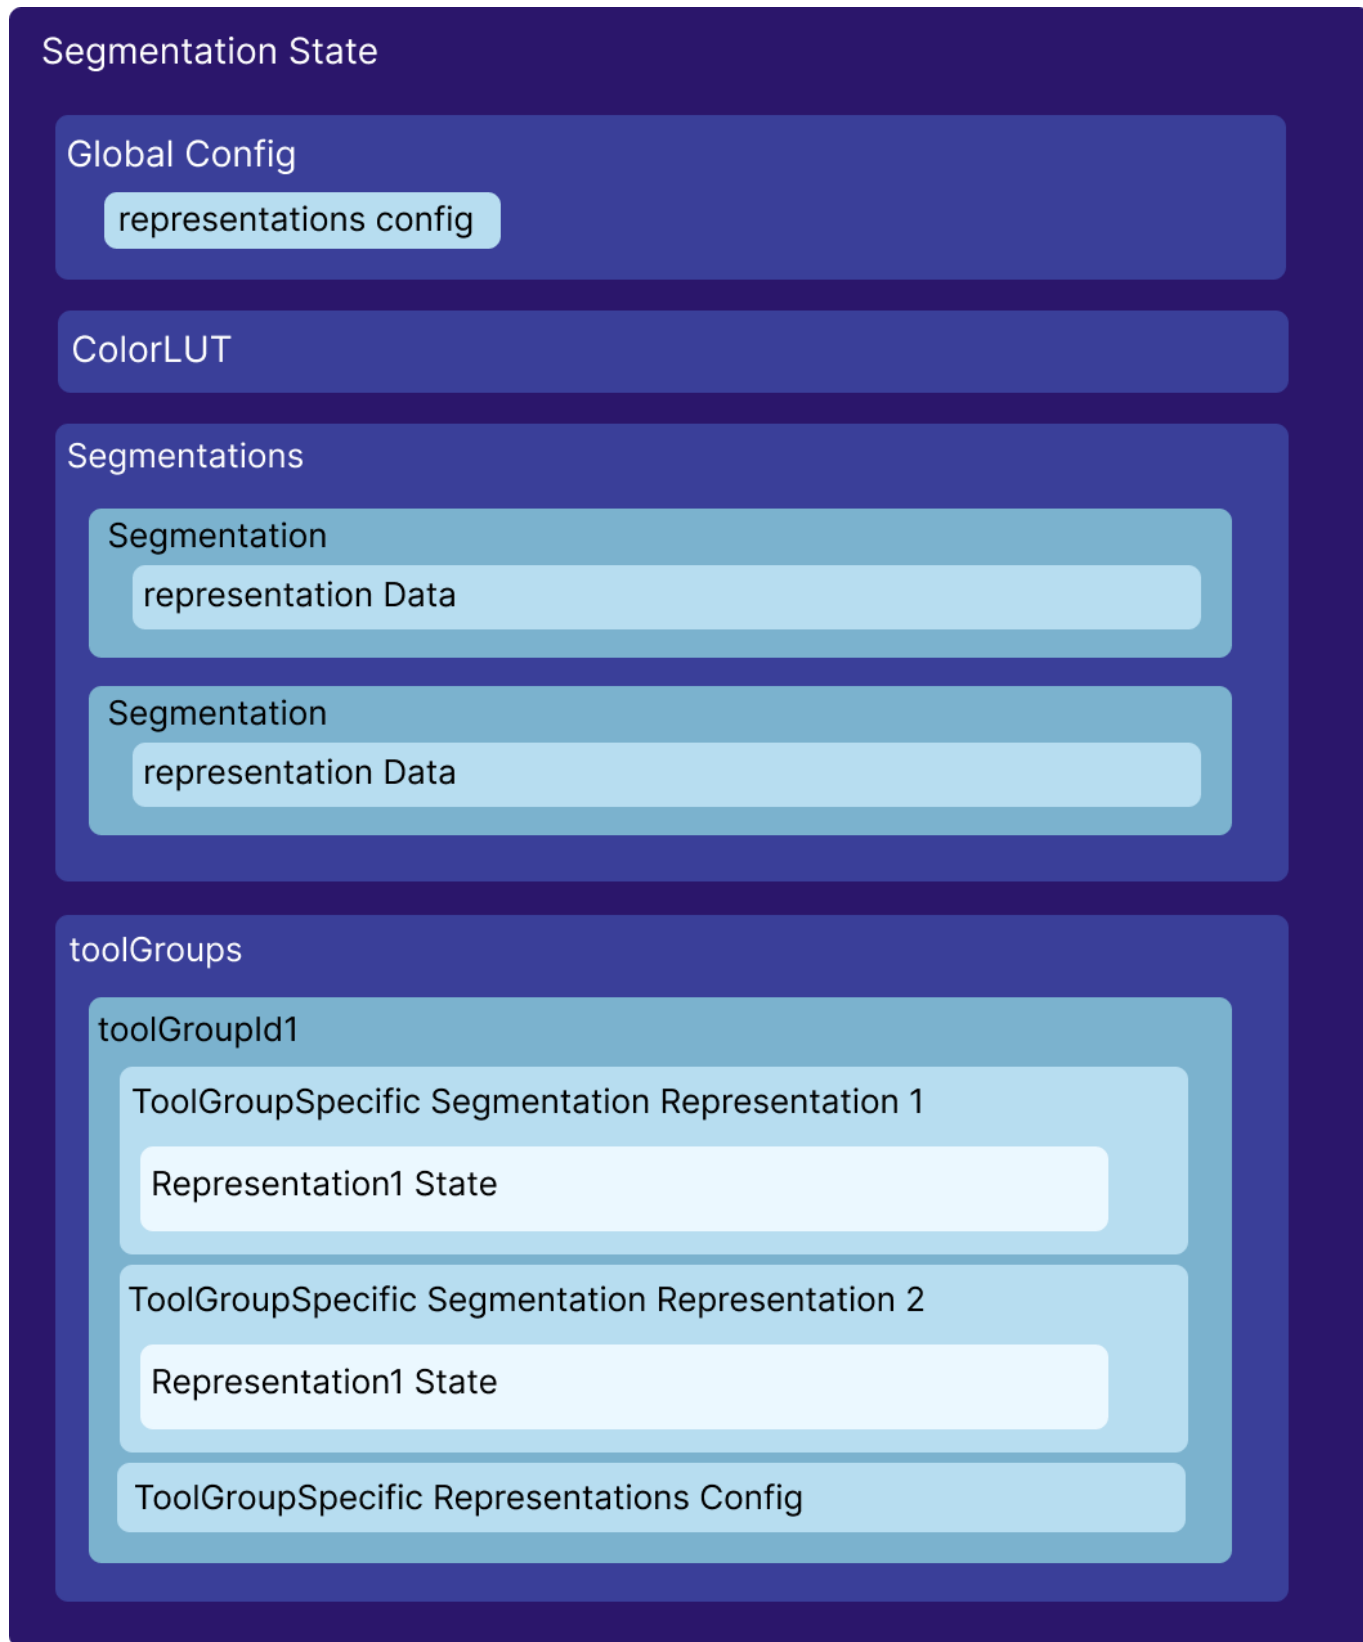 Segmentation State
Global Config
representations config
ColorLUT
Segmentations
Segmentation
representation Data
Segmentation
representation Data
toolGroups
toolGroupId1
ToolGroupSpecific Segmentation Representation 1
Representation1 State
ToolGroupSpecific Segmentation Representation 2
Representation1 State
ToolGroupSpecific Representations Config